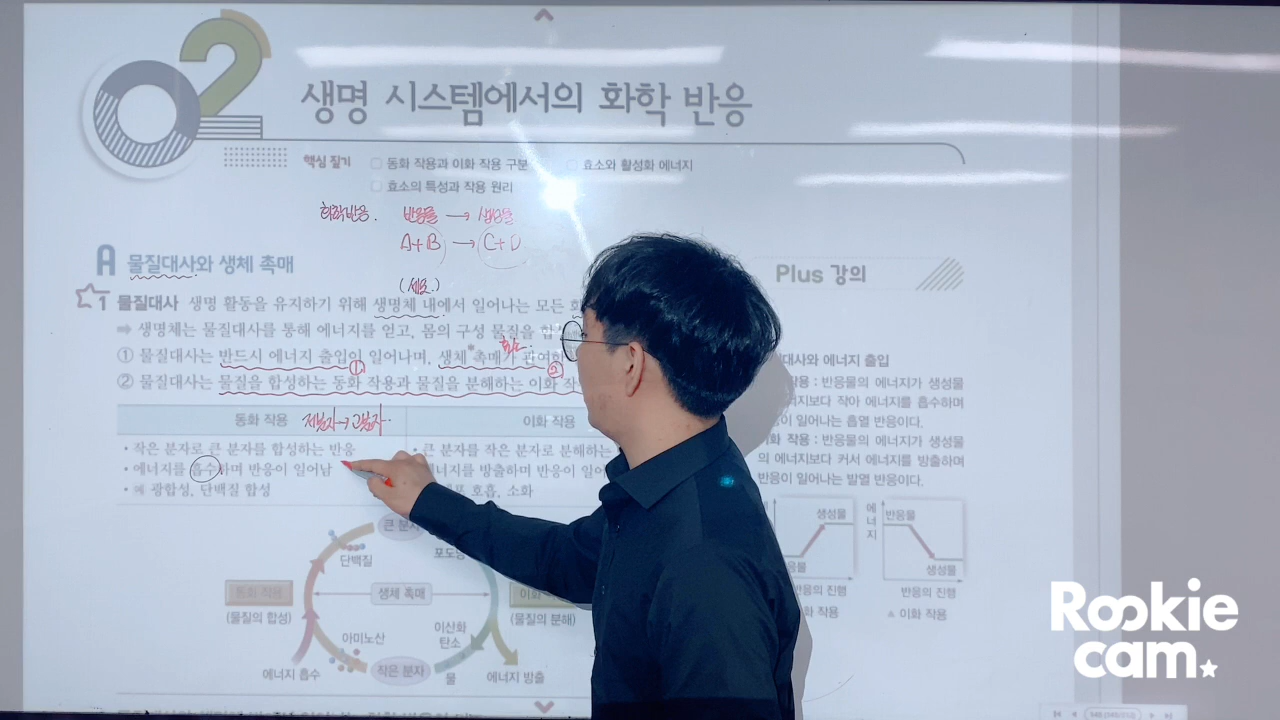 02
생명 시스템에서의 화학 반응
핵심 짚기 □ 동화 작용과 이화 작용 구분 □ 효소와 활성화 에너지
□ 효소의 특성과 작용 원리
화학반응. 반응물 → 생성물
A+B → C+D
A 물질대사와 생체 촉매
(세포)
1 물질대사 생명 활동을 유지하기 위해 생명체 내에서 일어나는 모든
➡ 생명체는 물질대사를 통해 에너지를 얻고, 몸의 구성 물질을
효소
① 물질대사는 반드시 에너지 출입이 일어나며, 생체*촉매가 관여
① ②
② 물질대사는 물질을 합성하는 동화 작용과 물질을 분해하는 이화
동화 작용 저분자→고분자. 이화 작용
• 작은 분자로 큰 분자를 합성하는 반응
• 에너지를 흡수하며 반응이 일어남
• 예 광합성, 단백질 합성
• 큰 분자를 작은 분자로 분해하는
에너지를 방출하며 반응이
호흡, 소화
큰
단백질
포도당
동화 작용
(물질의 합성)
생체 촉매
이화
(물질의 분해)
아미노산
이산화
탄소
에너지 흡수
작은 분자
물
에너지 방출
Plus 강의
대사와 에너지 출입
작용 : 반응물의 에너지가 생성물
너지보다 작아 에너지를 흡수하며
이 일어나는 흡열 반응이다.
이화 작용 : 반응물의 에너지가 생성물
의 에너지보다 커서 에너지를 방출하며
반응이 일어나는 발열 반응이다.
생성물
반응의 진행
작용
에너지
반응물
생성물
반응의 진행
▲ 이화 작용
Rookie
cam.